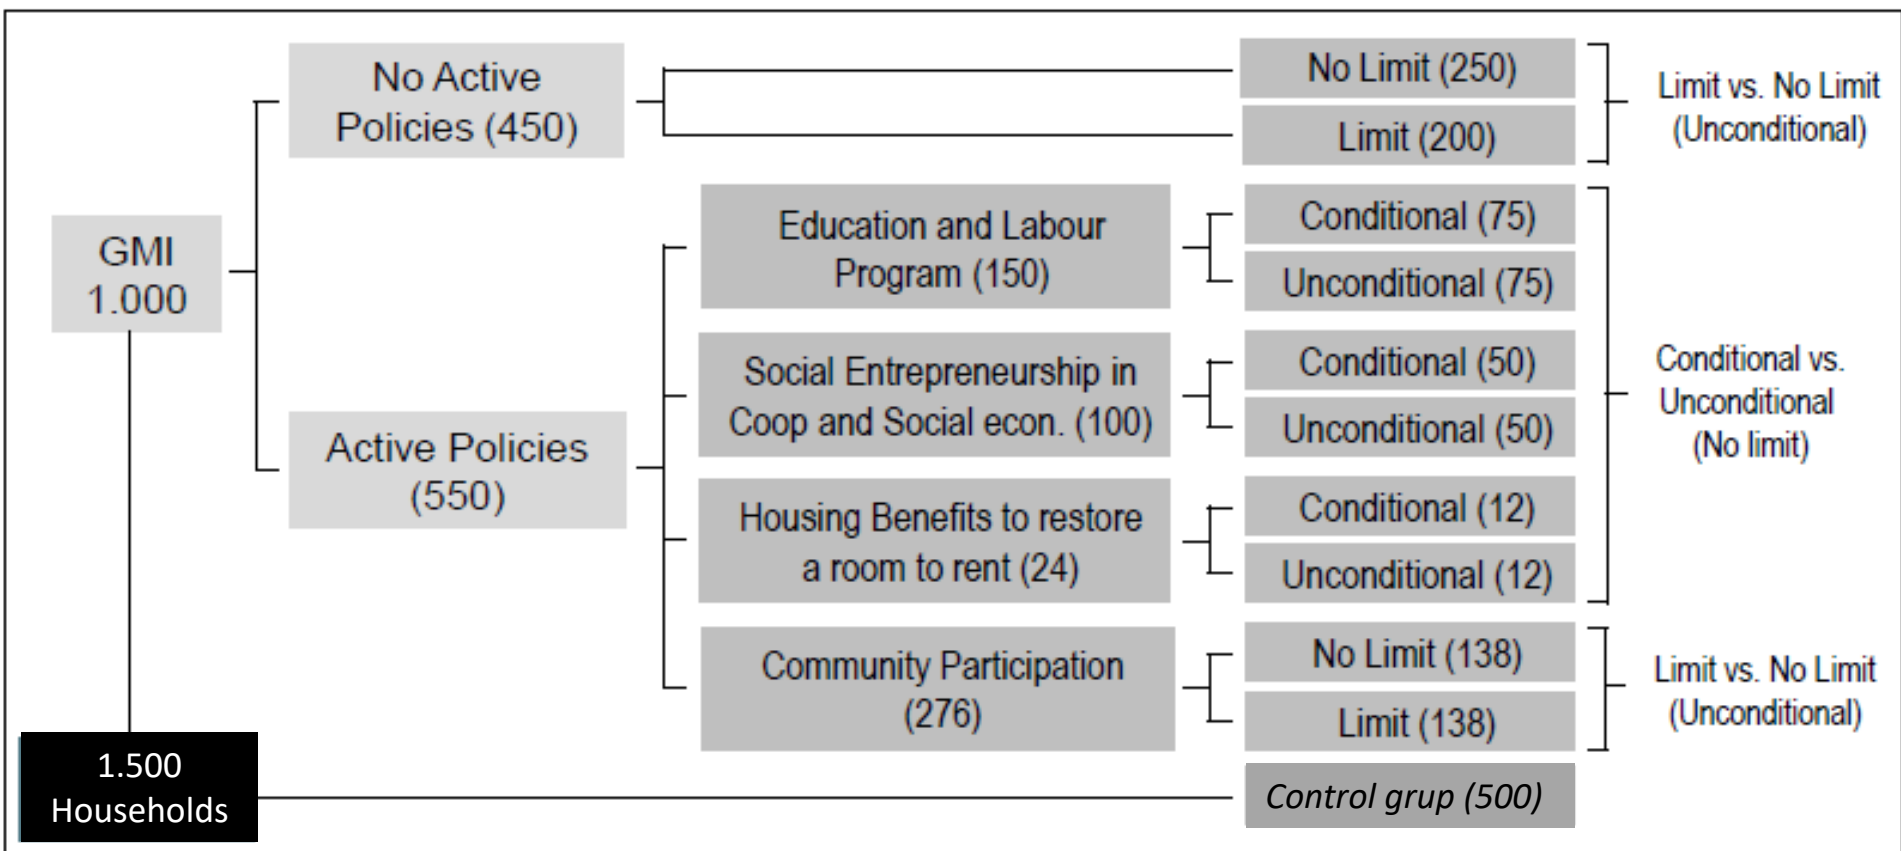 No Active
Policies (450)
No Limit (250)
Limit (200)
Limit vs. No Limit
(Unconditional)
GMI
1.000
Active Policies
(550)
Education and Labour
Program (150)
Conditional (75)
Unconditional (75)
Social Entrepreneurship in
Coop and Social econ. (100)
Conditional (50)
Unconditional (50)
Housing Benefits to restore
a room to rent (24)
Conditional (12)
Unconditional (12)
Conditional vs.
Unconditional
(No limit)
Community Participation
(276)
No Limit (138)
Limit (138)
Limit vs. No Limit
(Unconditional)
1.500
Households
Control grup (500)